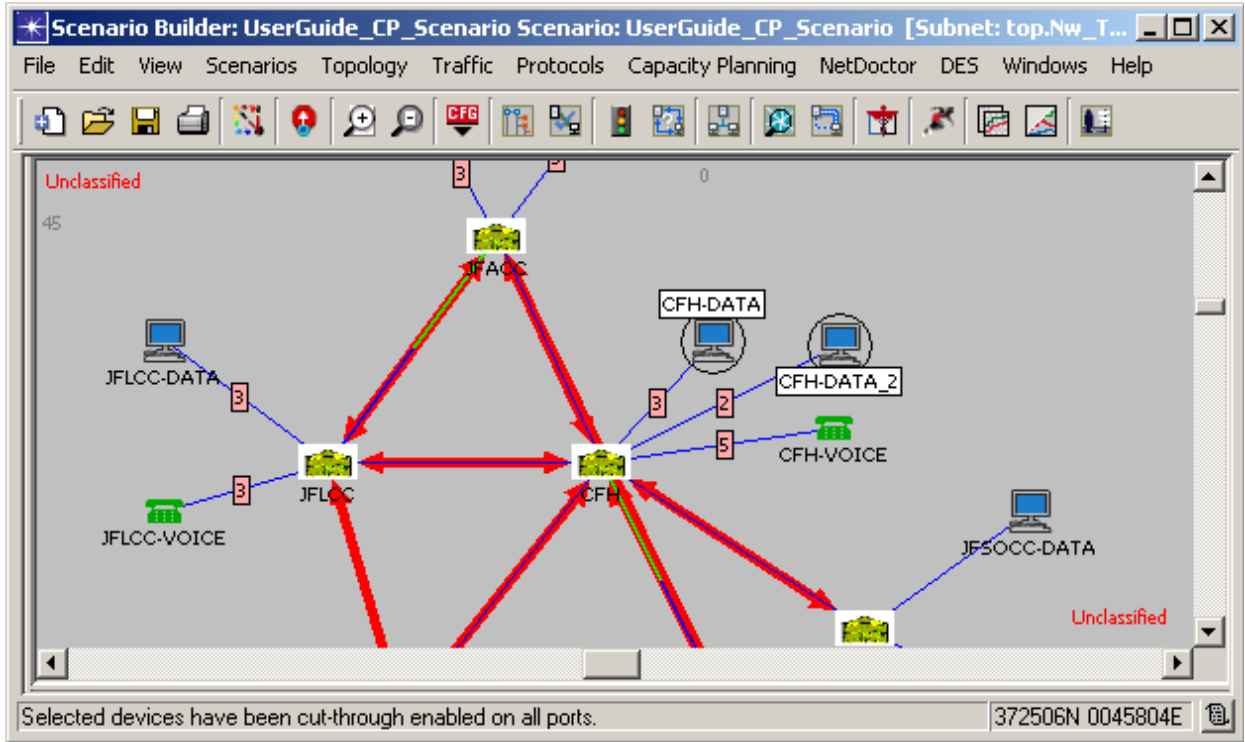 Scenario Builder: UserGuide_CP_Scenario Scenario: UserGuide_CP_Scenario [Subnet: top.Nw_T...
File Edit View Scenarios Topology Traffic Protocols Capacity Planning NetDoctor DES Windows Help
CFG
Unclassified
3
0
45
JFACC
CFH-DATA
JFLCC-DATA
CFH-DATA_2
3
3
2
5
CFH-VOICE
JFLCC
CFH
3
JFLCC-VOICE
JFSOCC-DATA
Unclassified
Selected devices have been cut-through enabled on all ports.
372506N 0045804E